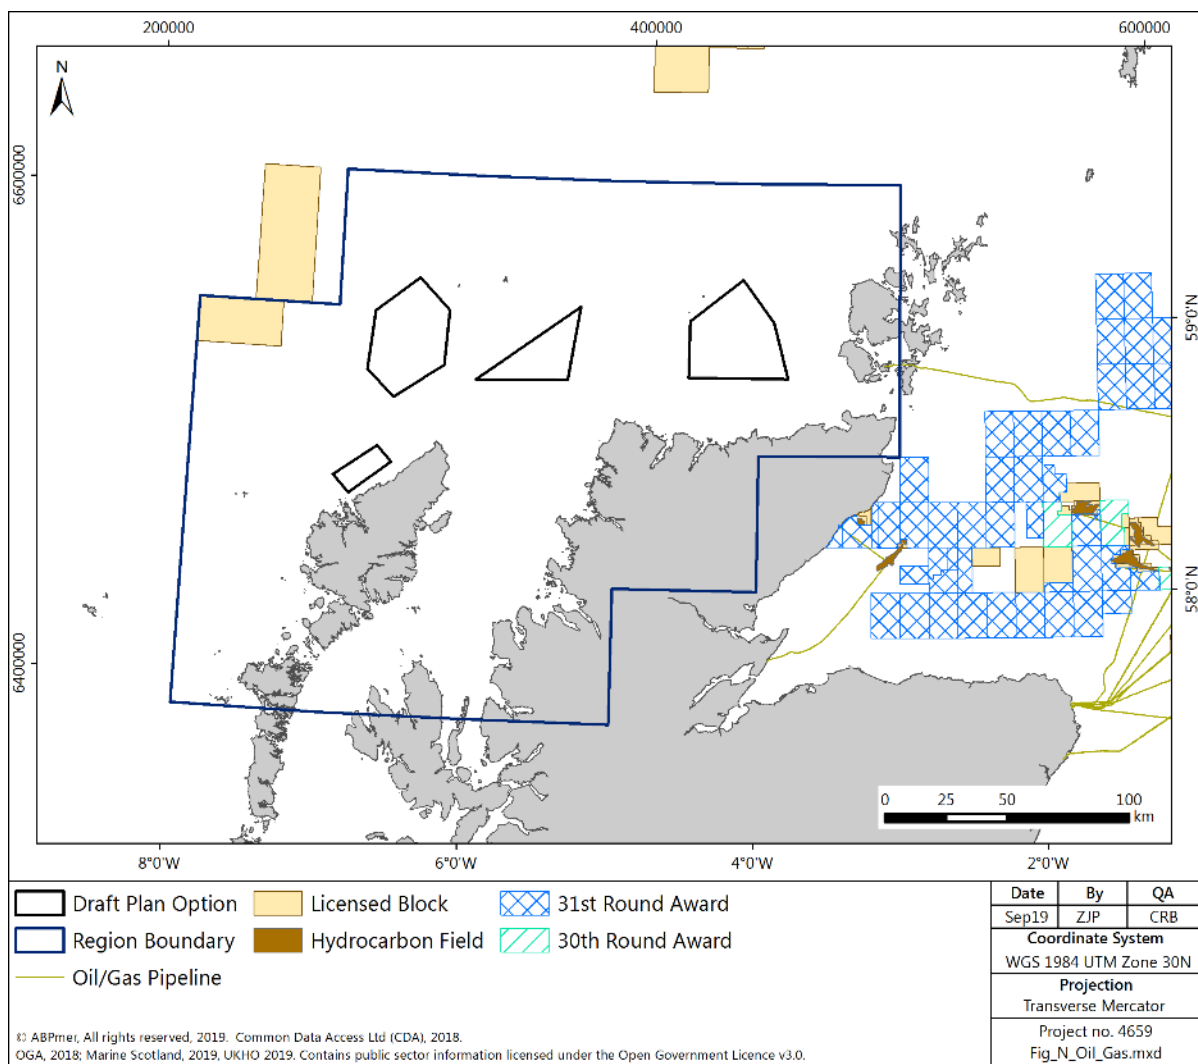 200000 400000 600000
N
6600000
6400000
59°0'N
58°0'N
0 25 50 100
km
8°0'W 6°0'W 4°0'W 2°0'W
Draft Plan Option Licensed Block 31st Round Award
Region Boundary Hydrocarbon Field 30th Round Award
Oil/Gas Pipeline
Date By QA
Sep19 ZJP CRB
Coordinate System
WGS 1984 UTM Zone 30N
Projection
Transverse Mercator
Project no. 4659
Fig_N_Oil_Gas.mxd
© ABPmer, All rights reserved, 2019. Common Data Access Ltd (CDA), 2018.
OGA, 2018; Marine Scotland, 2019, UKHO 2019. Contains public sector information licensed under the Open Government Licence v3.0.